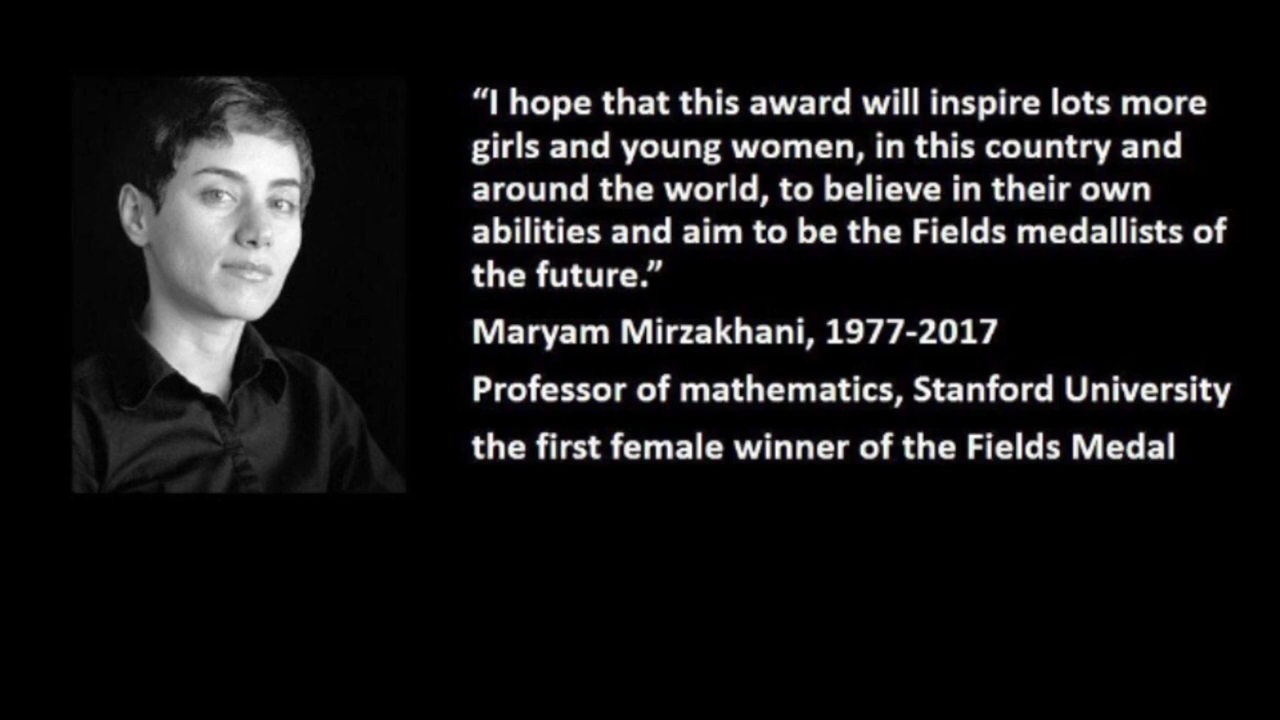 “I hope that this award will inspire lots more
girls and young women, in this country and
around the world, to believe in their own
abilities and aim to be the Fields medallists of
the future.”
Maryam Mirzakhani, 1977-2017
Professor of mathematics, Stanford University
the first female winner of the Fields Medal